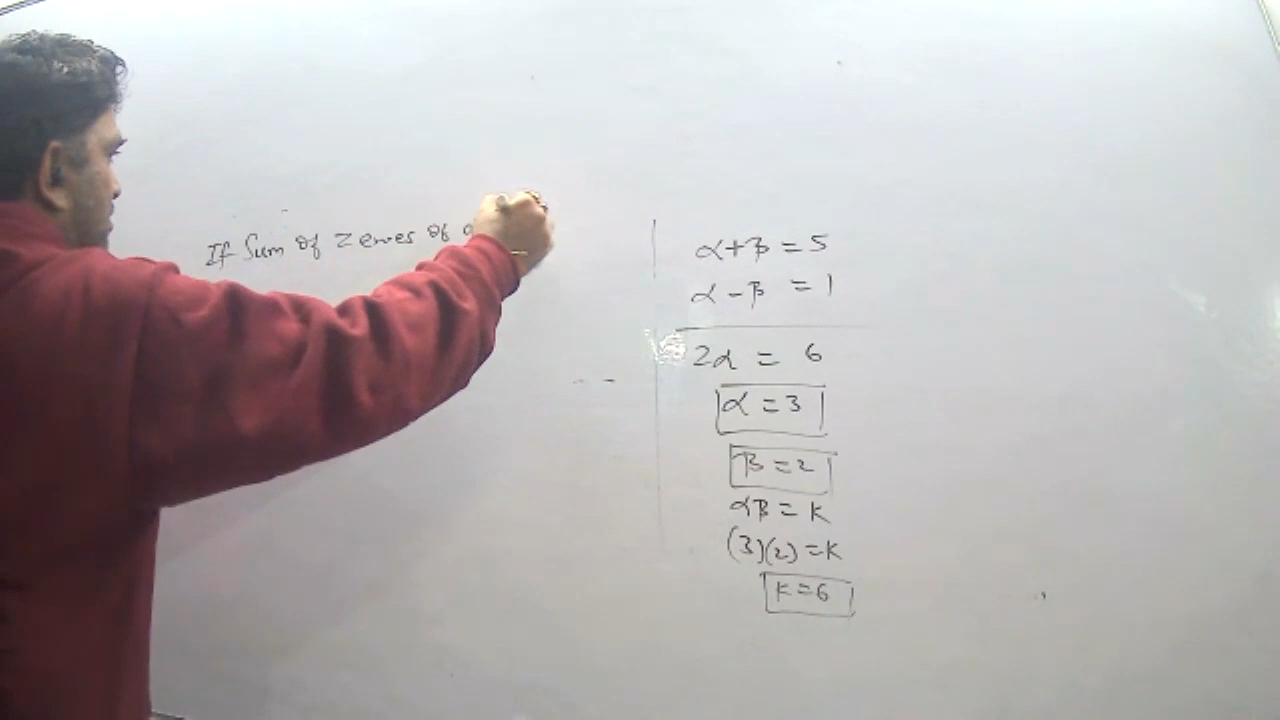 If Sum of Zeroes of
α+β = 5
α-β = 1
2α = 6
α = 3
β = 2
αβ = K
(3)(2) = K
K = 6